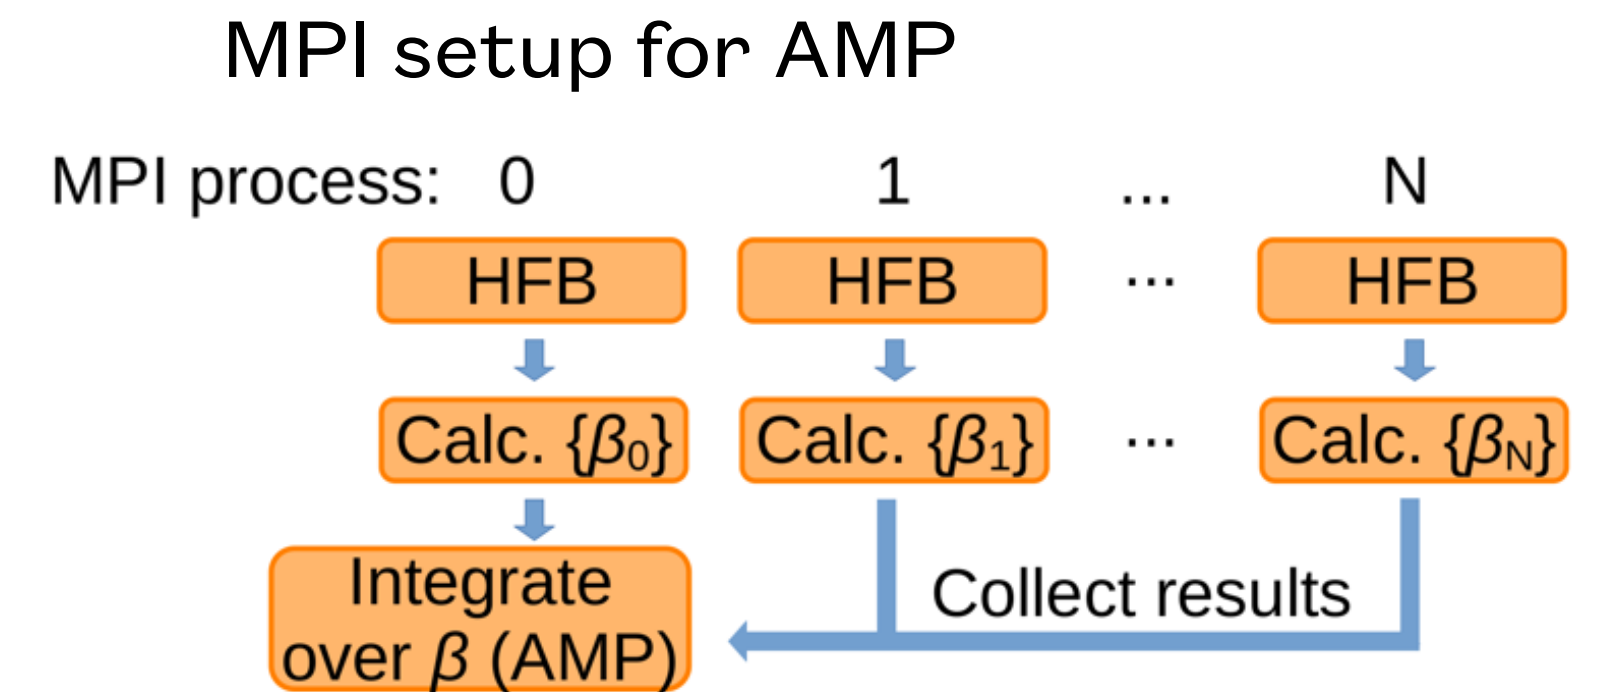 MPI setup for AMP
MPI process: 0 1 ... N
HFB HFB ... HFB
Calc. {β₀} Calc. {β₁} ... Calc. {β_N}
Integrate
over β (AMP)
Collect results